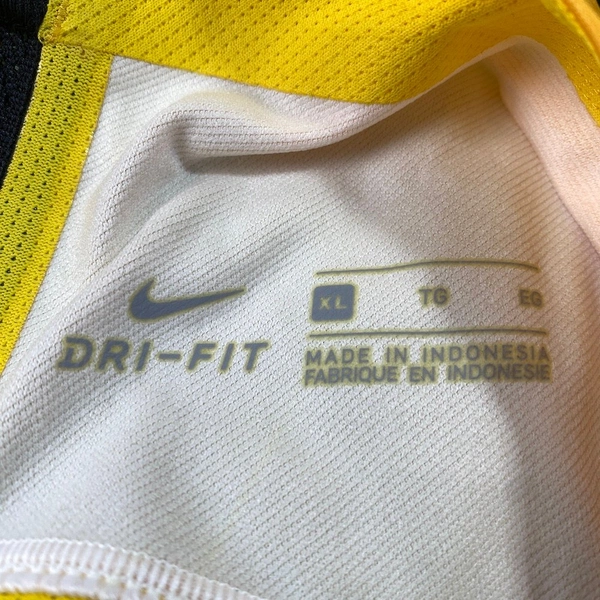 DRI-FIT
XL TG EG
MADE IN INDONESIA
FABRIQUE EN INDONESIE